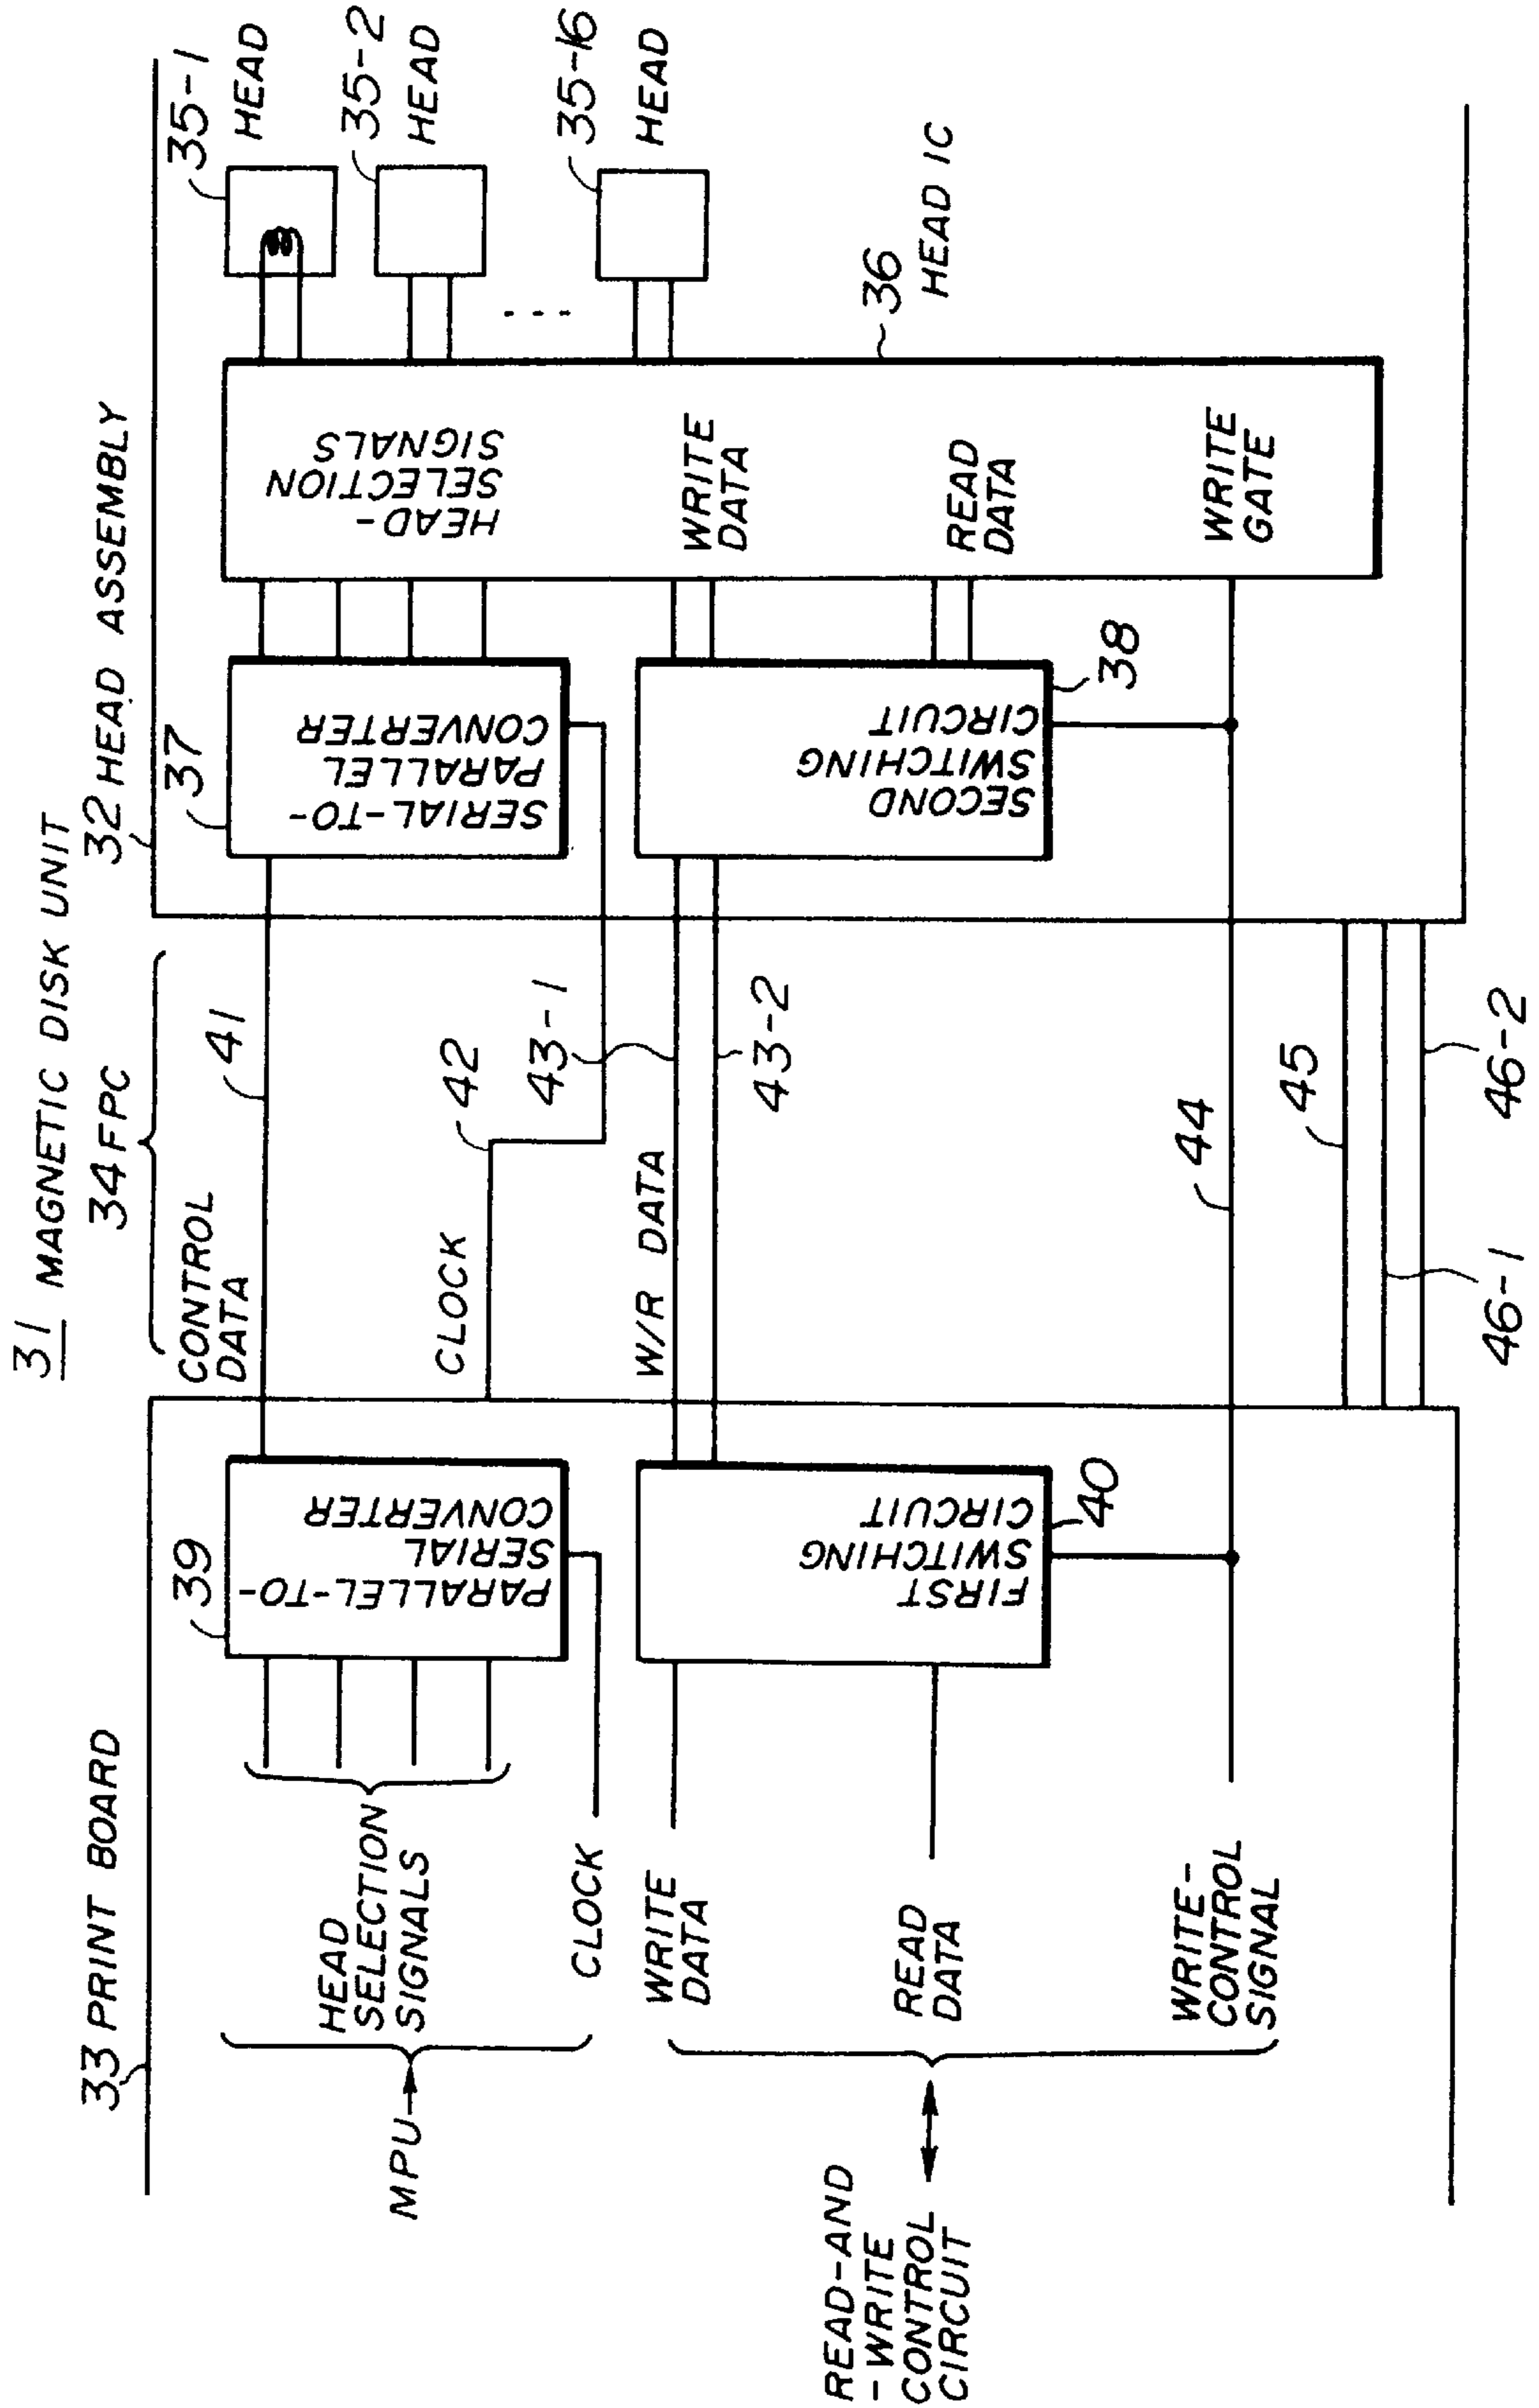 31 MAGNETIC DISK UNIT
33 PRINT BOARD
34 FPC
32 HEAD ASSEMBLY
MPU
HEAD
SELECTION
SIGNALS
CLOCK
39
PARALLEL-TO-
SERIAL
CONVERTER
CONTROL
DATA
41
CLOCK
42
37
SERIAL-TO-
PARALLEL
CONVERTER
HEAD-
SELECTION
SIGNALS
35-1
HEAD
35-2
HEAD
...
35-16
HEAD
READ-AND
-WRITE
CONTROL
CIRCUIT
WRITE
DATA
READ
DATA
WRITE-
CONTROL
SIGNAL
FIRST
SWITCHING
CIRCUIT
40
W/R DATA
43-1
43-2
44
SECOND
SWITCHING
CIRCUIT
38
WRITE
DATA
READ
DATA
WRITE
GATE
36
HEAD IC
45
46-1
46-2